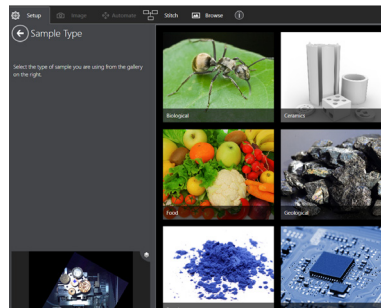 Setup
Image
Automate
Stitch
Browse
Sample Type
Select the type of sample you are using from the gallery
on the right.
Biological
Ceramics
Food
Geological